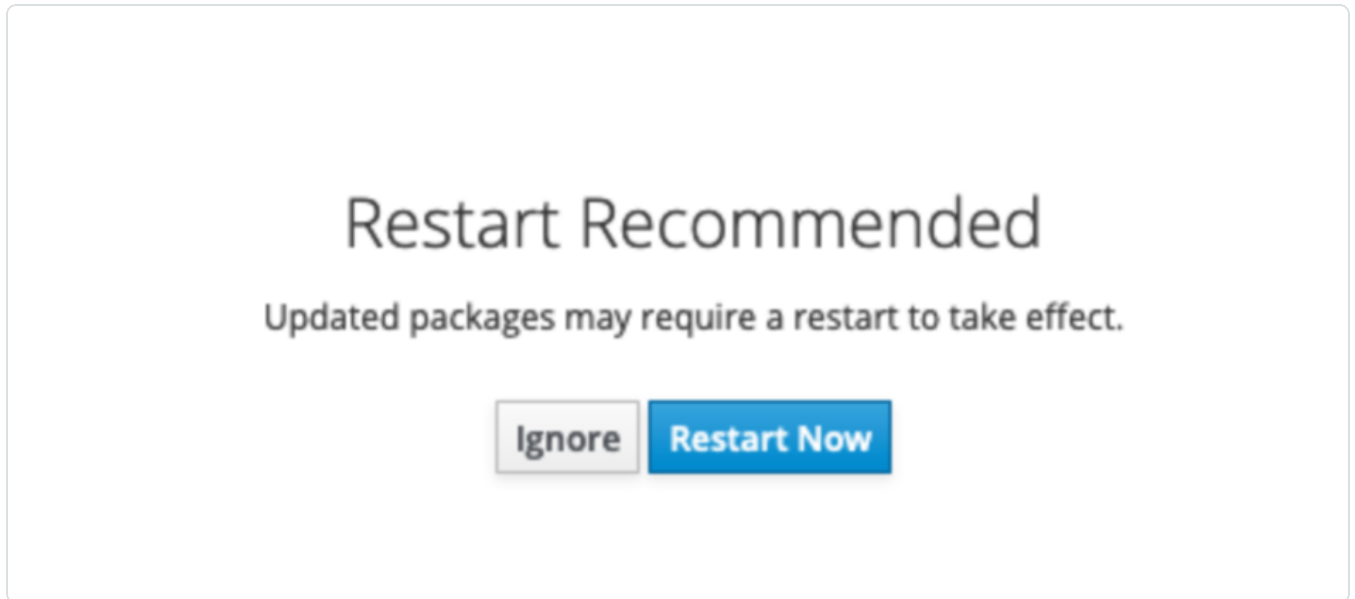 Restart Recommended
Updated packages may require a restart to take effect.
Ignore Restart Now